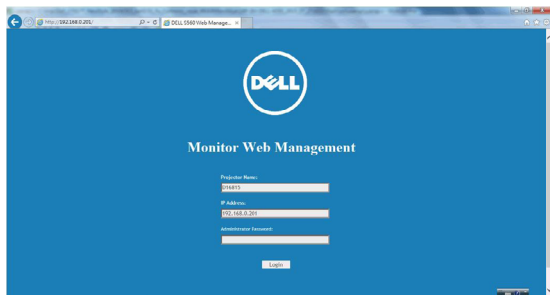 http://192.168.0.201/
DELL S560 Web Manage...
DELL
Monitor Web Management
Projector Name:
IP Address:
192.168.0.201
Administrator Password:
Login